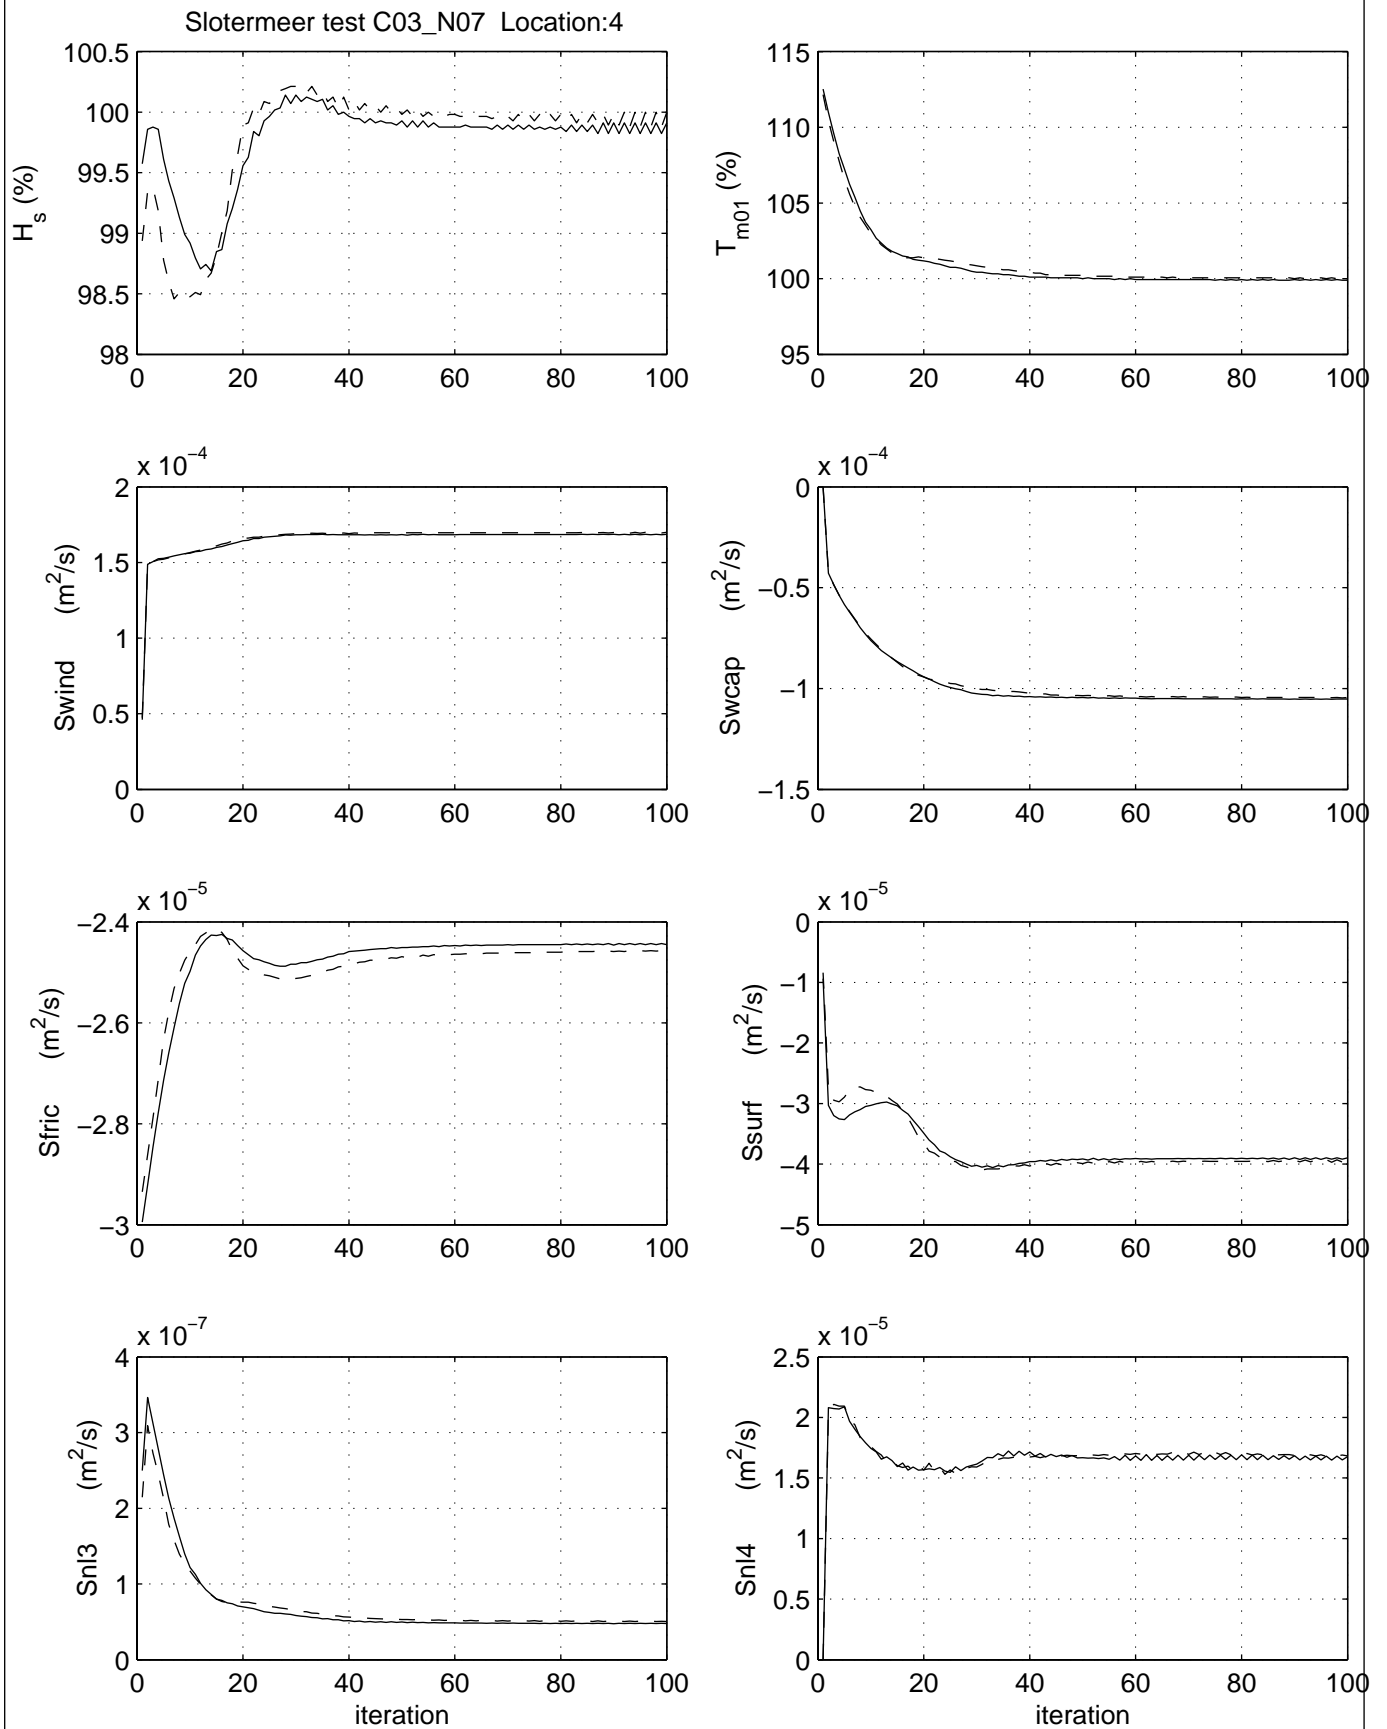 Slotermeer test C03_N07 Location:4
H_s (%)
100.5
100
99.5
99
98.5
98
0 20 40 60 80 100
T_m01 (%)
115
110
105
100
95
0 20 40 60 80 100
x 10^−4
Swind (m^2/s)
2
1.5
1
0.5
0
0 20 40 60 80 100
x 10^−4
Swcap (m^2/s)
0
−0.5
−1
−1.5
0 20 40 60 80 100
x 10^−5
Sfric (m^2/s)
−2.4
−2.6
−2.8
−3
0 20 40 60 80 100
x 10^−5
Ssurf (m^2/s)
0
−1
−2
−3
−4
−5
0 20 40 60 80 100
x 10^−7
Snl3 (m^2/s)
4
3
2
1
0
0 20 40 60 80 100
iteration
x 10^−5
Snl4 (m^2/s)
2.5
2
1.5
1
0.5
0
0 20 40 60 80 100
iteration